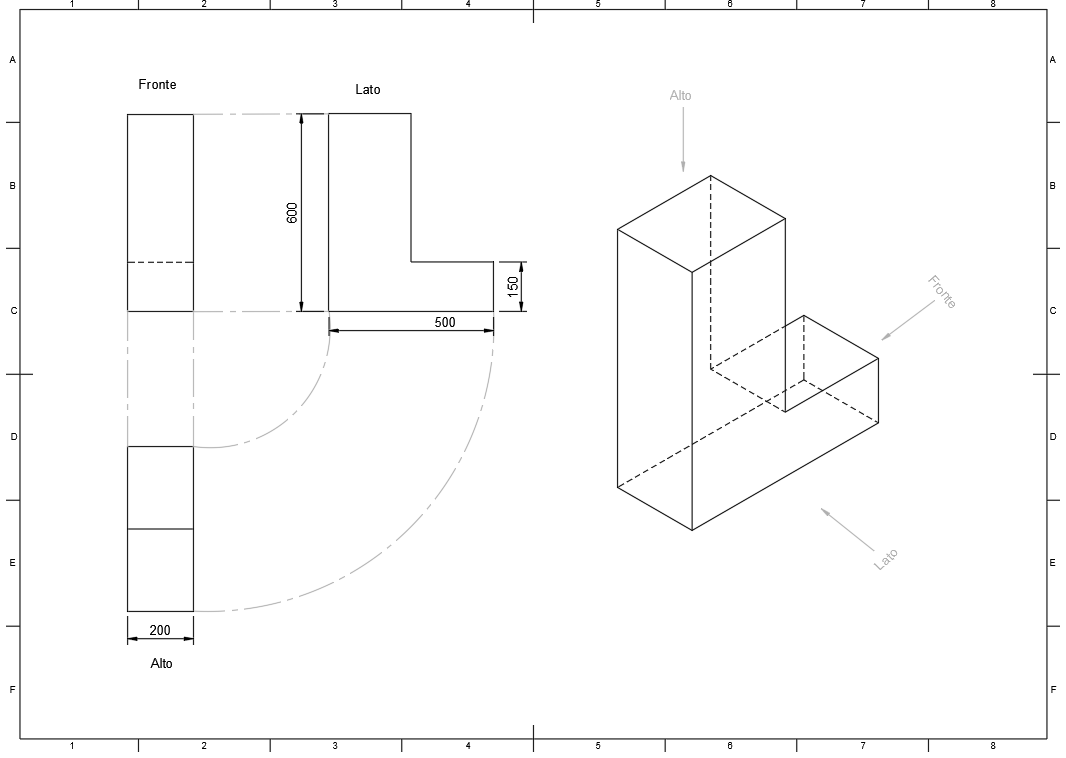 1 2 3 4 5 6 7 8
A A
Fronte
Lato
Alto
B B
600
150
Fronte
C C
500
D D
E E
Lato
200
Alto
F F
1 2 3 4 5 6 7 8